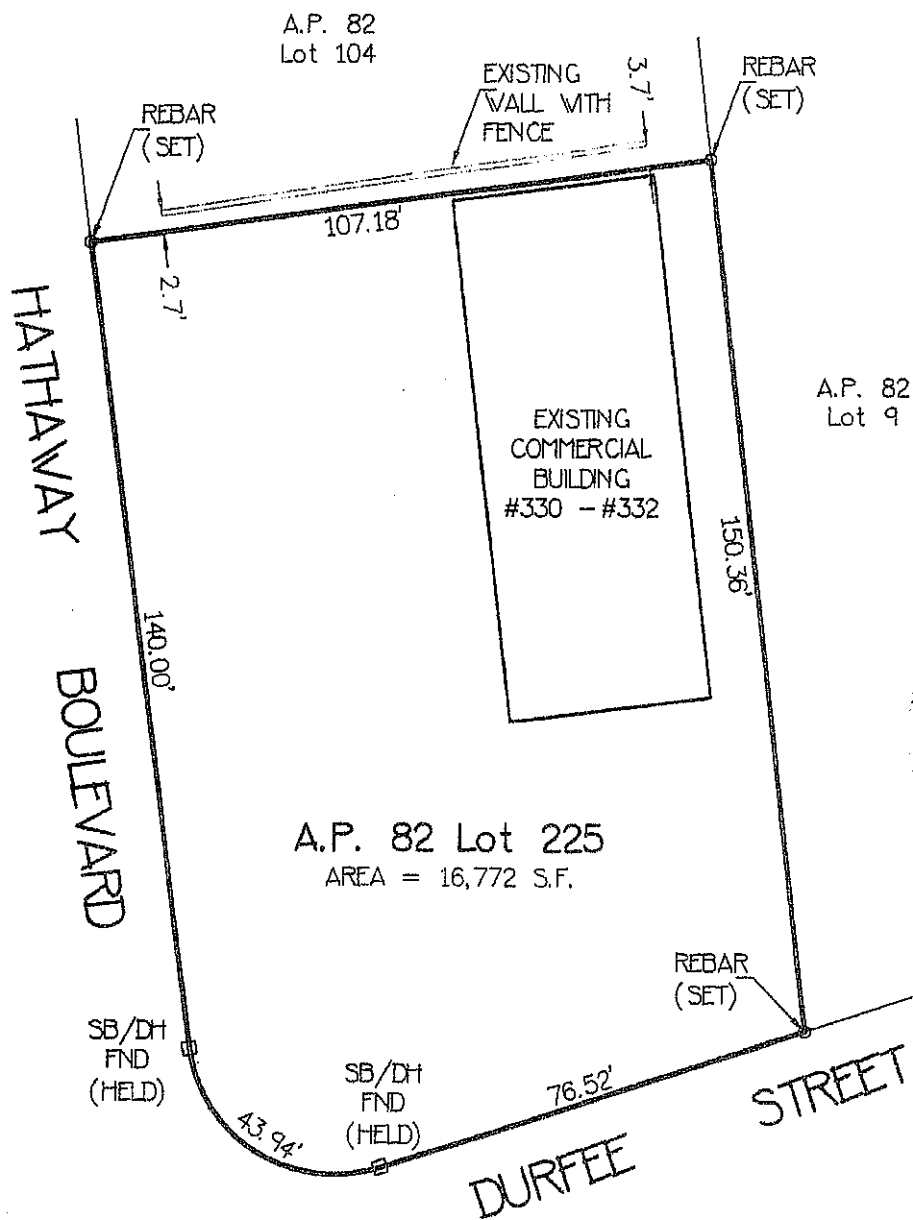 A.P. 82
Lot 104
EXISTING
WALL WITH
FENCE
3.7'
REBAR
(SET)
REBAR
(SET)
107.18'
2.7'
HATHAWAY
BOULEVARD
EXISTING
COMMERCIAL
BUILDING
#330 - #332
A.P. 82
Lot 9
150.36'
140.00'
A.P. 82 Lot 225
AREA = 16,772 S.F.
REBAR
(SET)
SB/DH
FND
(HELD)
SB/DH
FND
(HELD)
43.94'
76.52'
DURFEE STREET